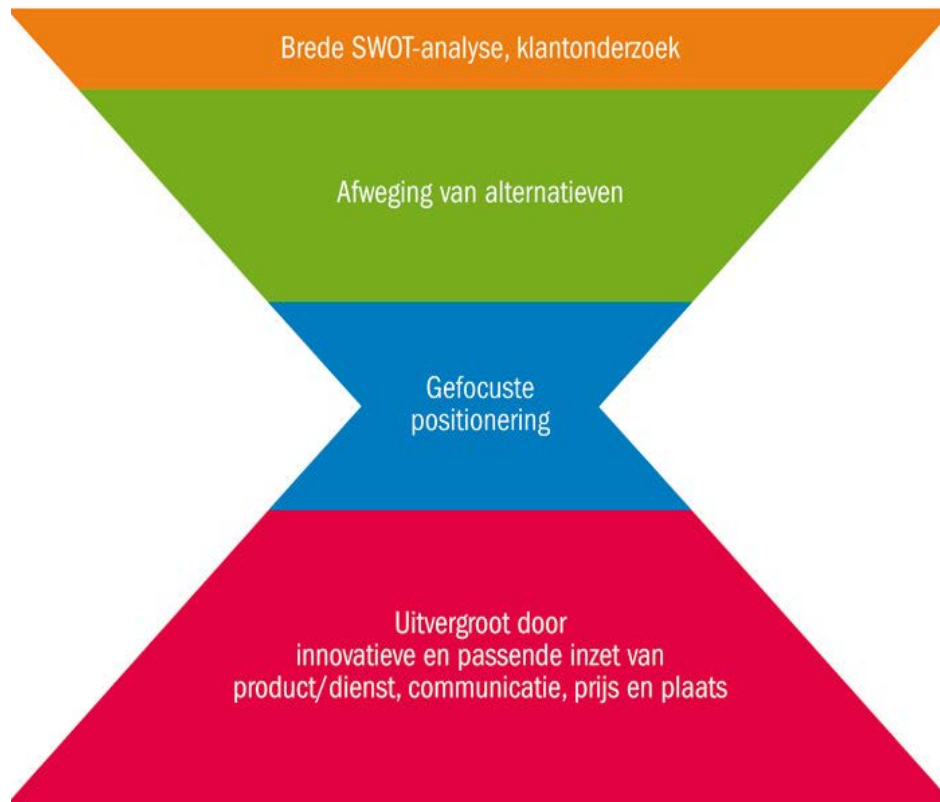 Brede SWOT-analyse, klantonderzoek
Afweging van alternatieven
Gefocuste
positionering
Uitvergroot door
innovatieve en passende inzet van
product/dienst, communicatie, prijs en plaats